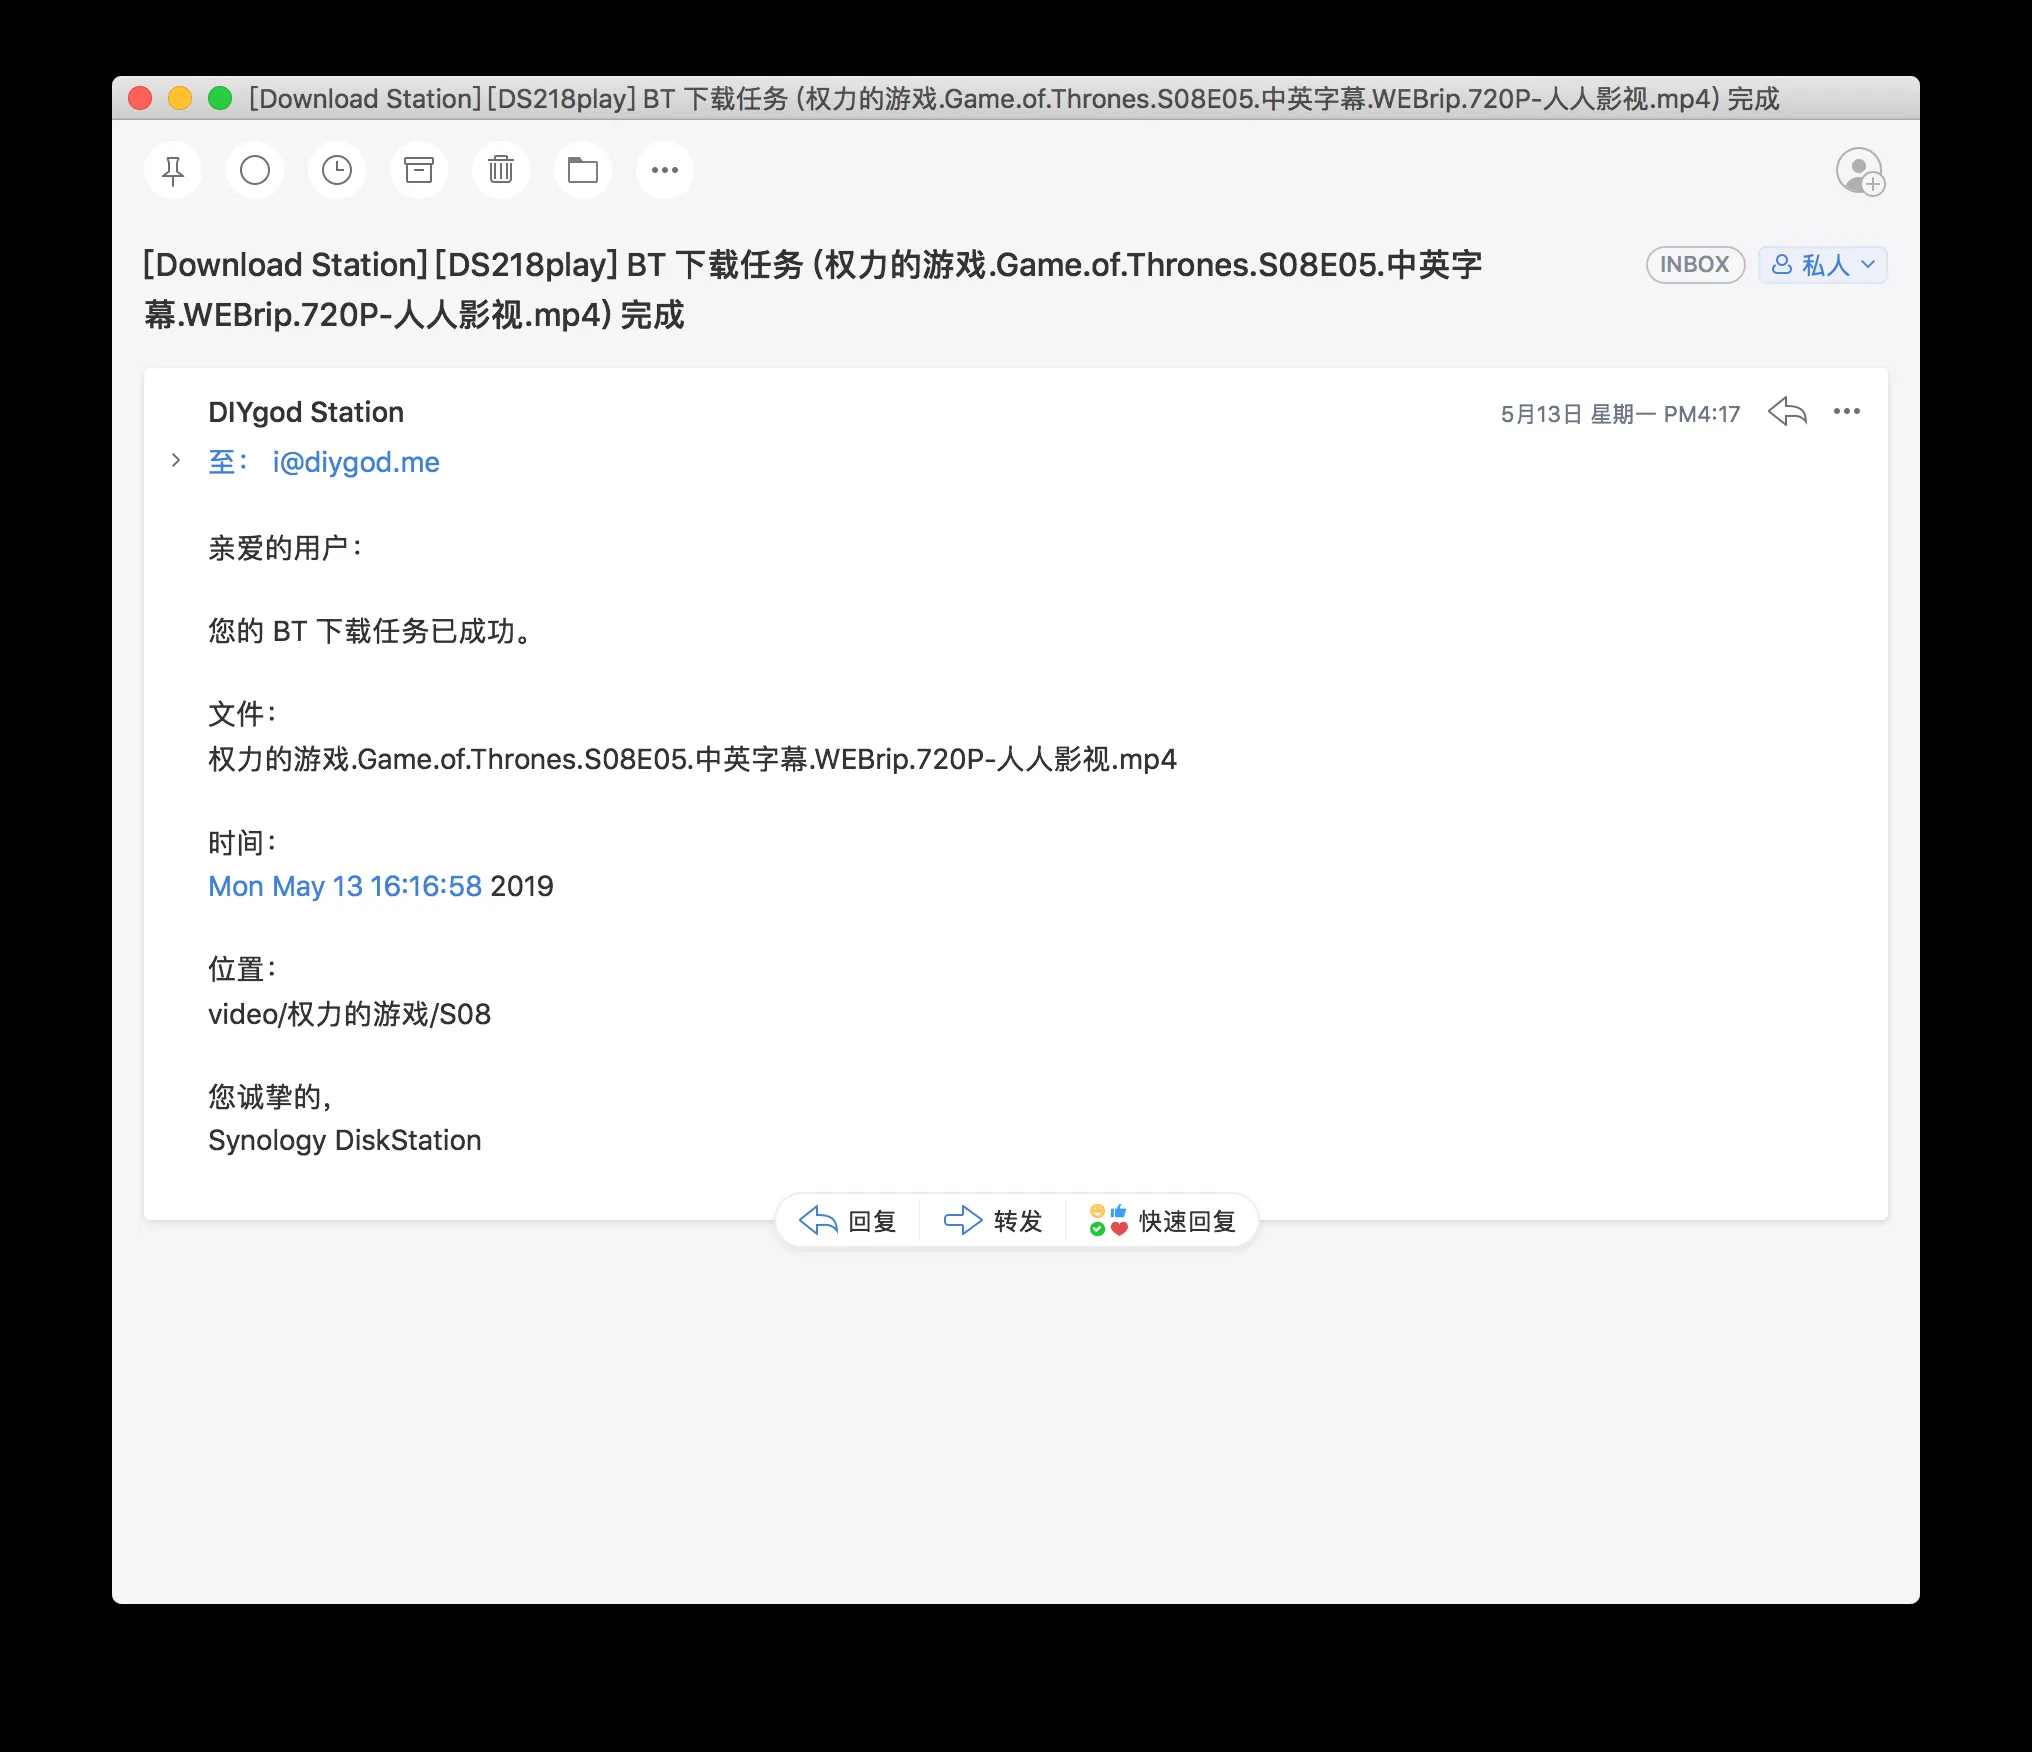 [Download Station][DS218play] BT 下载任务 (权力的游戏.Game.of.Thrones.S08E05.中英字幕.WEBrip.720P-人人影视.mp4) 完成
[Download Station][DS218play] BT 下载任务 (权力的游戏.Game.of.Thrones.S08E05.中英字
幕.WEBrip.720P-人人影视.mp4) 完成
INBOX
私人
DIYgod Station
5月13日 星期一 PM4:17
至： i@diygod.me
亲爱的用户：
您的 BT 下载任务已成功。
文件：
权力的游戏.Game.of.Thrones.S08E05.中英字幕.WEBrip.720P-人人影视.mp4
时间：
Mon May 13 16:16:58 2019
位置：
video/权力的游戏/S08
您诚挚的，
Synology DiskStation
回复
转发
快速回复